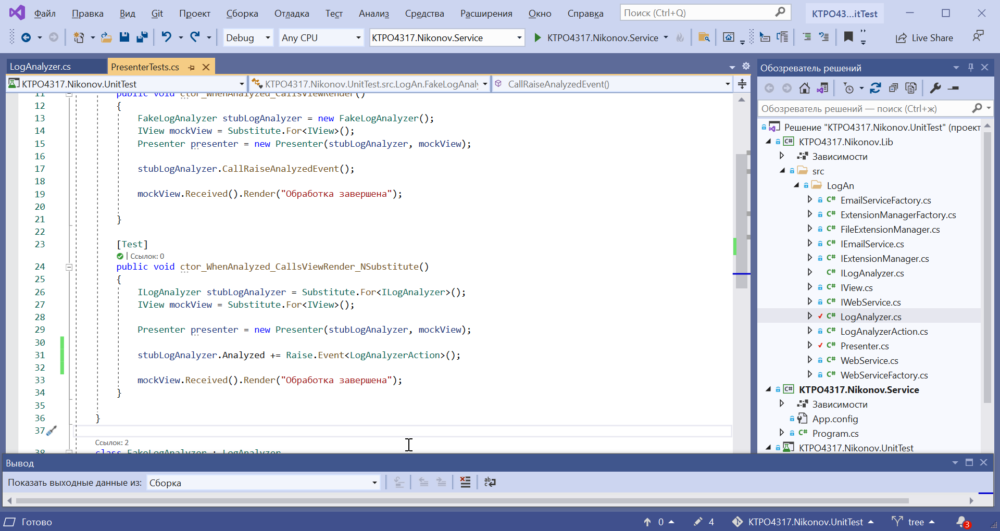 Файл Правка Вид Git Проект Сборка Отладка Тест Анализ Средства Расширения Окно Справка Поиск (Ctrl+Q) KTPO43...itTest
Debug Any CPU KTPO4317.Nikonov.Service KTPO4317.Nikonov.Service Live Share
LogAnalyzer.cs PresenterTests.cs
KTPO4317.Nikonov.UnitTest KTPO4317.Nikonov.UnitTest.src.LogAn.FakeLogAnaly CallRaiseAnalyzedEvent()
11 public void ctor_WhenAnalyzed_CallsViewRender()
12 {
13 FakeLogAnalyzer stubLogAnalyzer = new FakeLogAnalyzer();
14 IView mockView = Substitute.For<IView>();
15 Presenter presenter = new Presenter(stubLogAnalyzer, mockView);
16
17 stubLogAnalyzer.CallRaiseAnalyzedEvent();
18
19 mockView.Received().Render("Обработка завершена");
20
21 }
22
23 [Test]
Ссылок: 0
24 public void ctor_WhenAnalyzed_CallsViewRender_NSubstitute()
25 {
26 ILogAnalyzer stubLogAnalyzer = Substitute.For<ILogAnalyzer>();
27 IView mockView = Substitute.For<IView>();
28
29 Presenter presenter = new Presenter(stubLogAnalyzer, mockView);
30
31 stubLogAnalyzer.Analyzed += Raise.Event<LogAnalyzerAction>();
32
33 mockView.Received().Render("Обработка завершена");
34 }
35
36 }
37
Ссылок: 2
38 class FakeLogAnalyzer : LogAnalyzer
Обозреватель решений
Обозреватель решений — поиск (Ctrl+ж)
Решение "KTPO4317.Nikonov.UnitTest" (проект
C# KTPO4317.Nikonov.Lib
Зависимости
src
LogAn
C# EmailServiceFactory.cs
C# ExtensionManagerFactory.cs
C# FileExtensionManager.cs
C# IEmailService.cs
C# IExtensionManager.cs
C# ILogAnalyzer.cs
C# IView.cs
C# IWebService.cs
C# LogAnalyzer.cs
C# LogAnalyzerAction.cs
C# Presenter.cs
C# WebService.cs
C# WebServiceFactory.cs
C# KTPO4317.Nikonov.Service
Зависимости
App.config
C# Program.cs
KTPO4317.Nikonov.UnitTest
Вывод
Показать выходные данные из: Сборка
Готово 0 4 KTPO4317.Nikonov.UnitTest tree 3